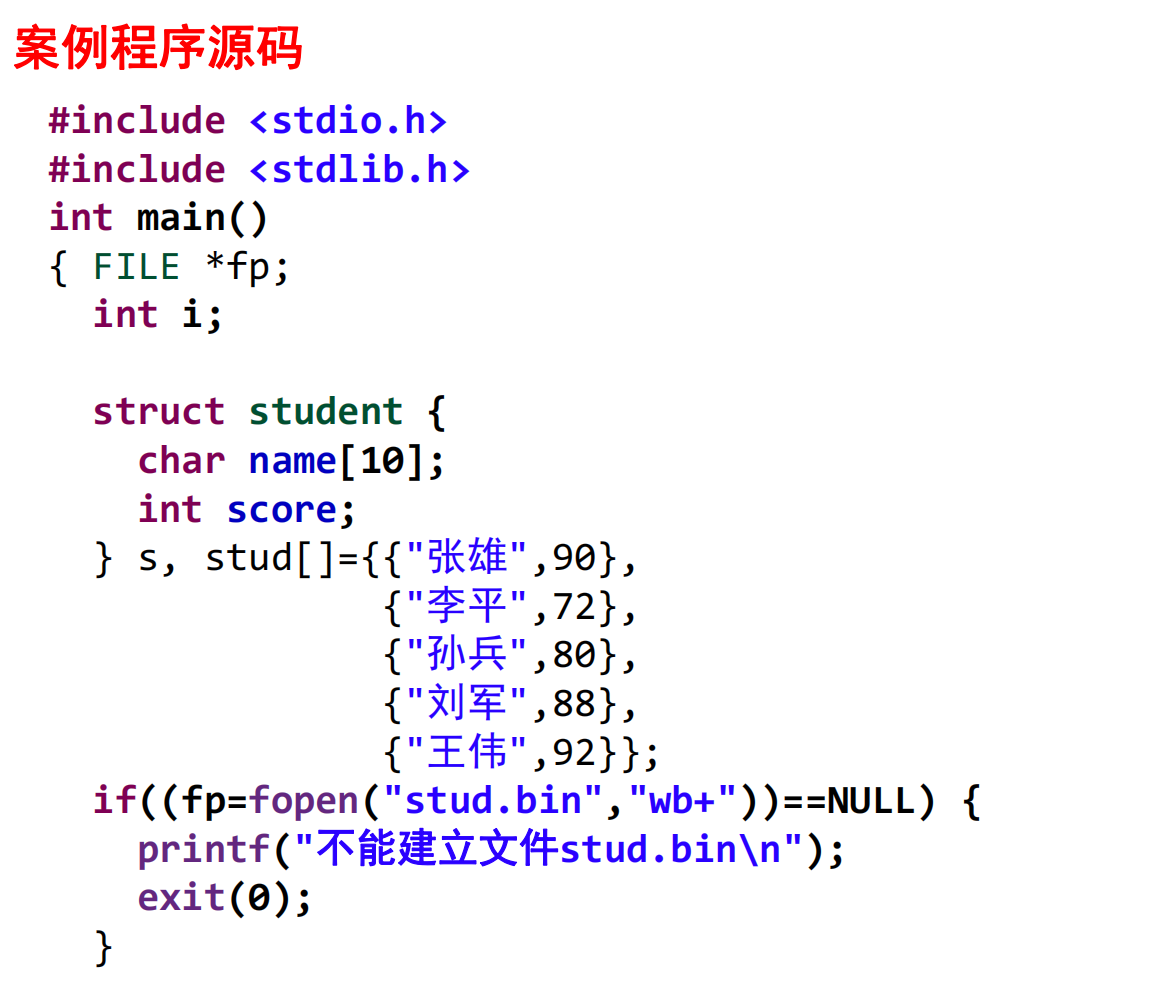 案例程序源码
#include <stdio.h>
#include <stdlib.h>
int main()
{ FILE *fp;
  int i;
  struct student {
    char name[10];
    int score;
  } s, stud[]={{"张雄",90},
               {"李平",72},
               {"孙兵",80},
               {"刘军",88},
               {"王伟",92}};
  if((fp=fopen("stud.bin","wb+"))==NULL) {
    printf("不能建立文件stud.bin\n");
    exit(0);
  }